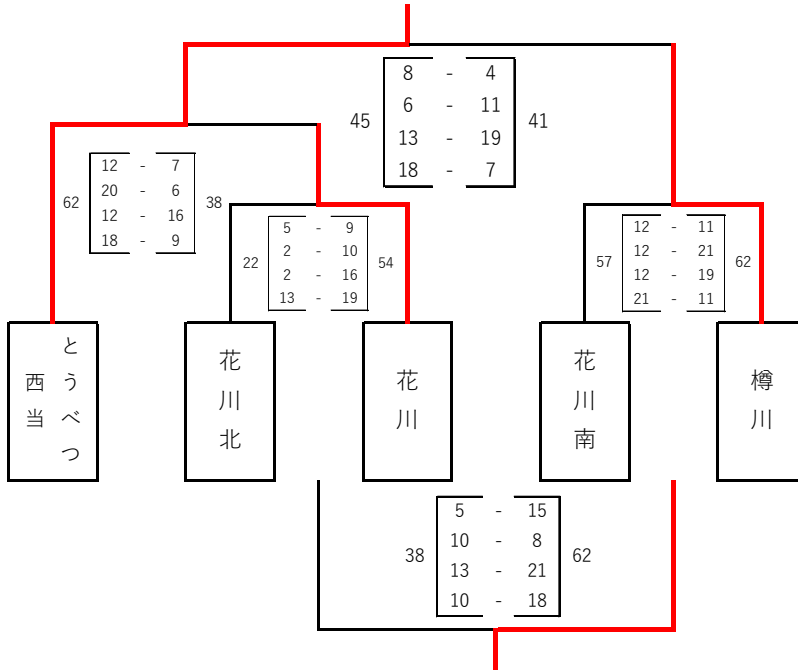 8 - 4
6 - 11
45 41
13 - 19
18 - 7
12 - 7
20 - 6
62 38
12 - 16
18 - 9
5 - 9
2 - 10
22 54
2 - 16
13 - 19
12 - 11
12 - 21
57 62
12 - 19
21 - 11
とうべつ
西当
花川北
花川
花川南
樽川
5 - 15
10 - 8
38 62
13 - 21
10 - 18